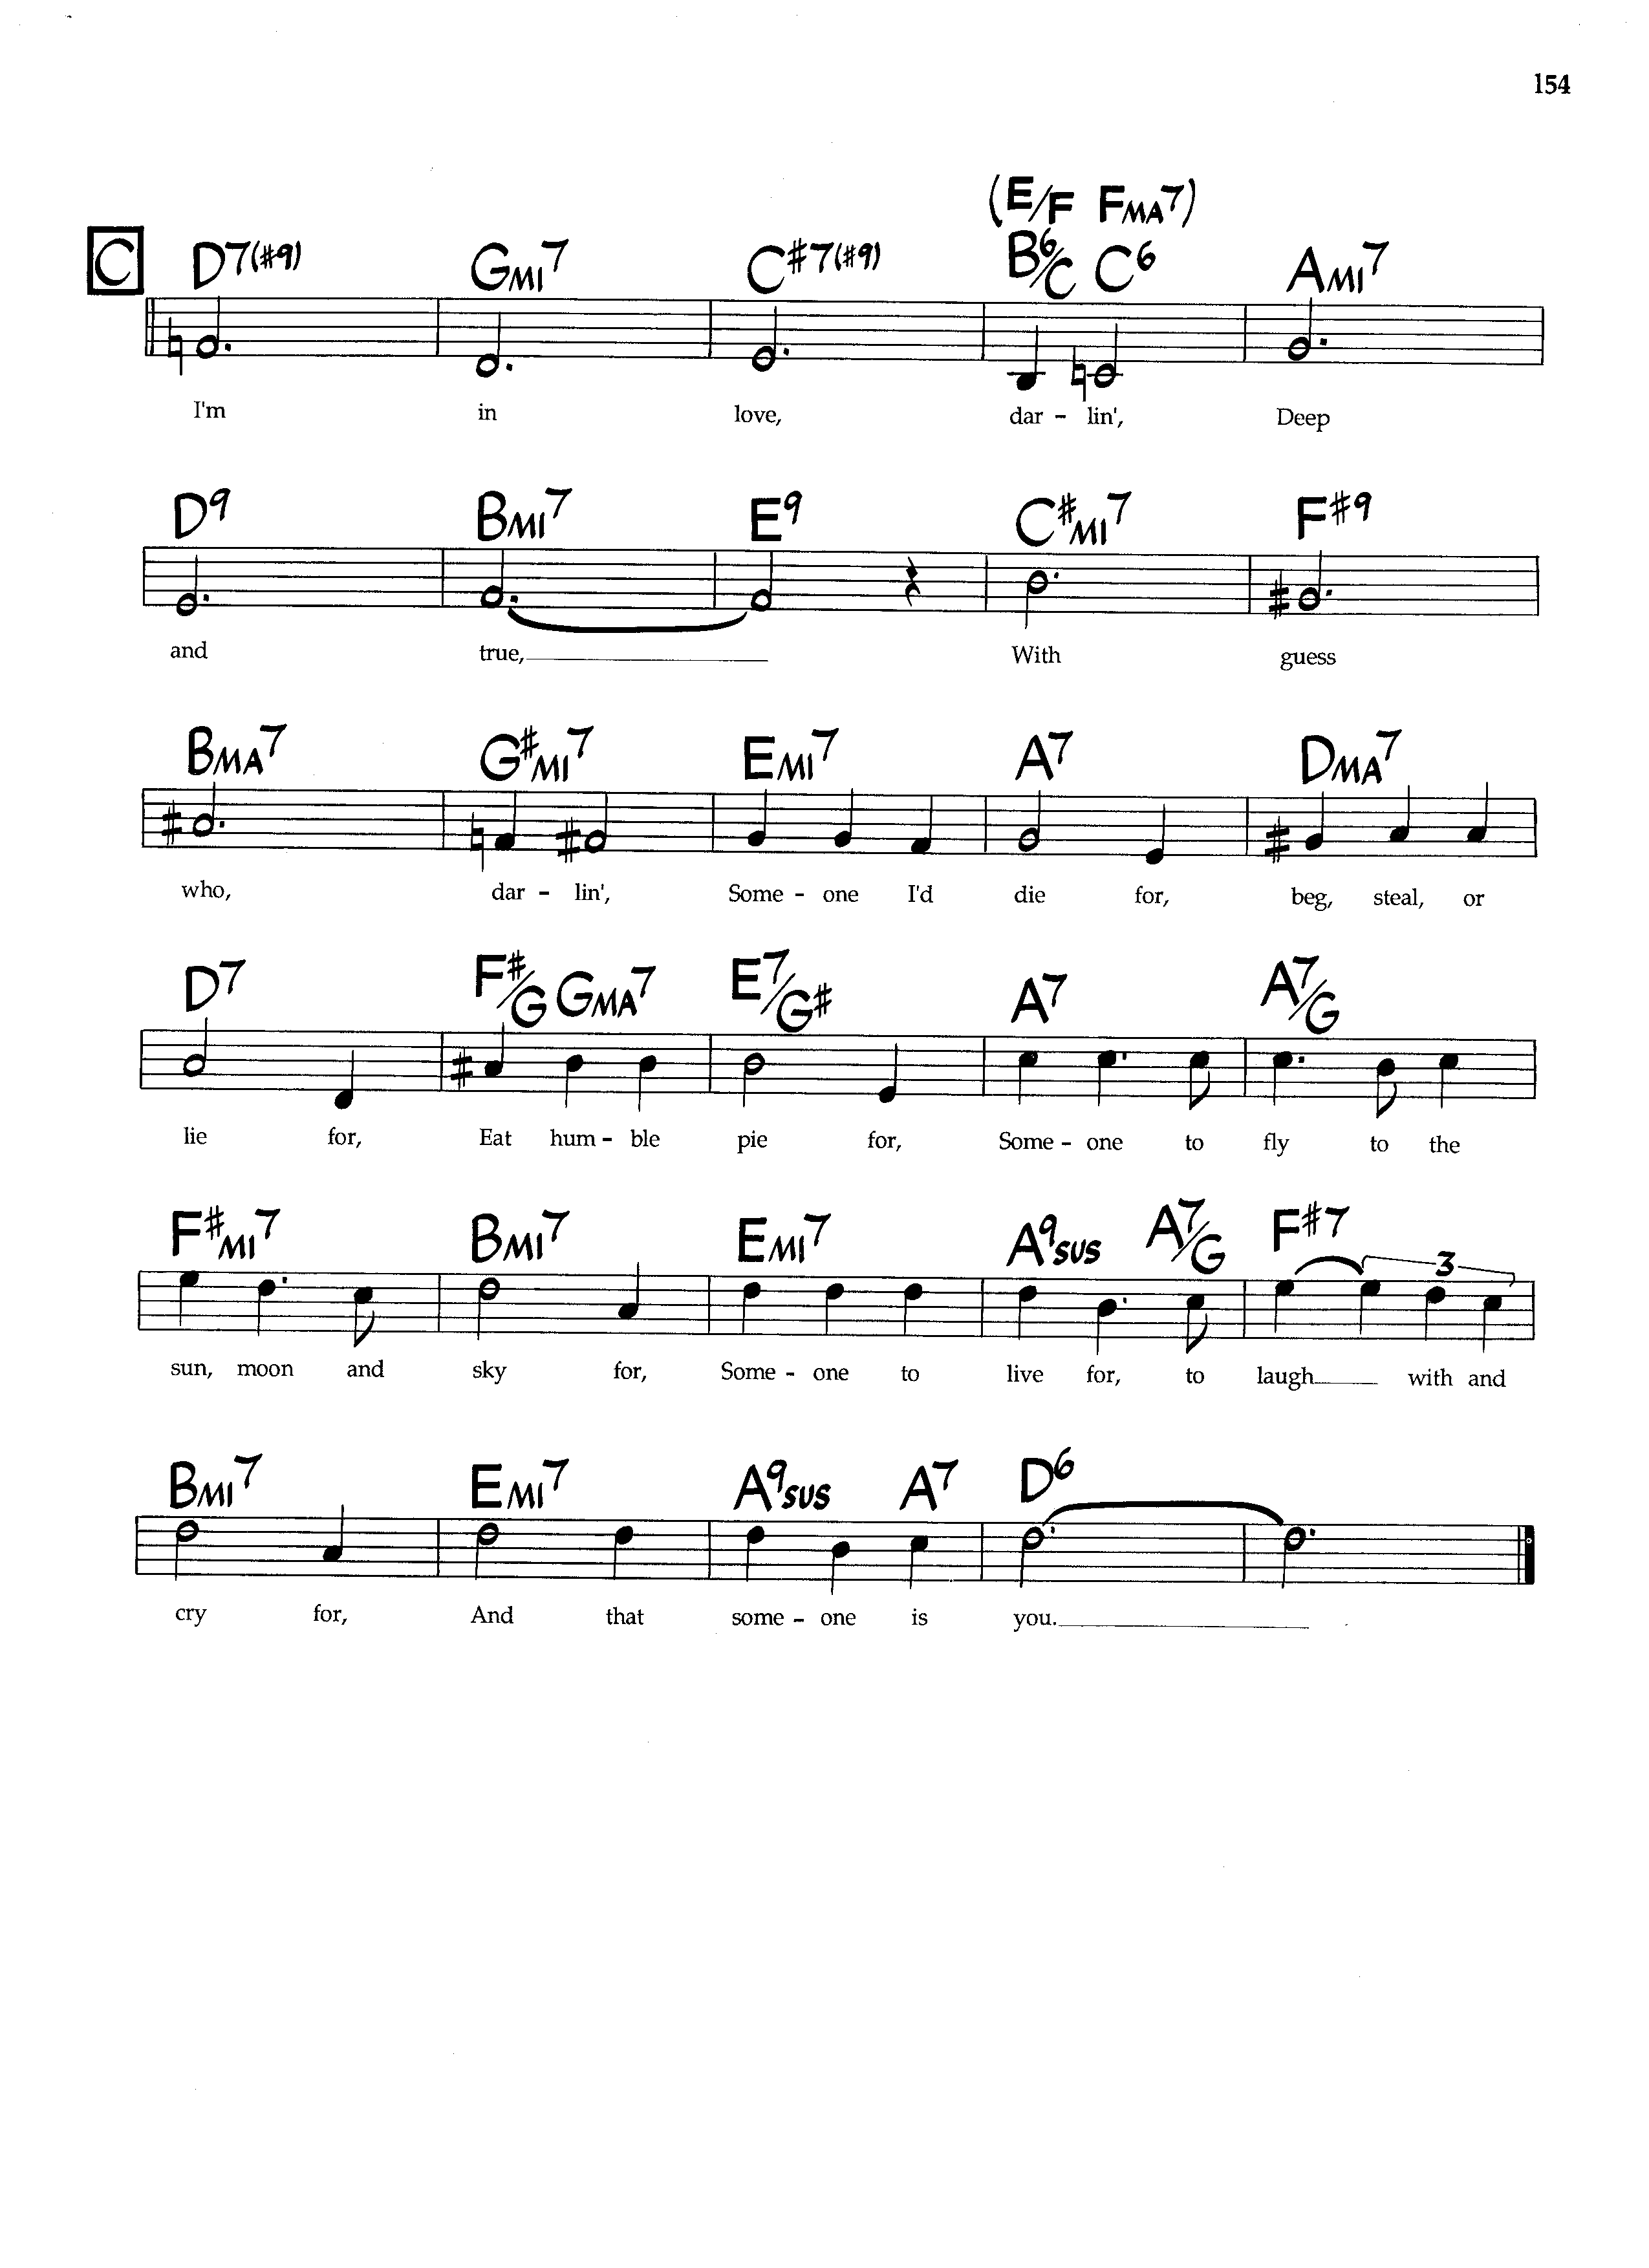 154
(E/F FMA7)
C D7(#9) GMI7 C#7(#9) B6/C C6 AMI7
I'm in love, dar - lin', Deep
D9 BMI7 E9 C#MI7 F#9
and true, With guess
BMA7 G#MI7 EMI7 A7 DMA7
who, dar - lin', Some - one I'd die for, beg, steal, or
D7 F#/G GMA7 E7/G# A7 A7/G
lie for, Eat hum - ble pie for, Some - one to fly to the
F#MI7 BMI7 EMI7 A9SUS A7/G F#7
3
sun, moon and sky for, Some - one to live for, to laugh with and
BMI7 EMI7 A9SUS A7 D6
cry for, And that some - one is you.